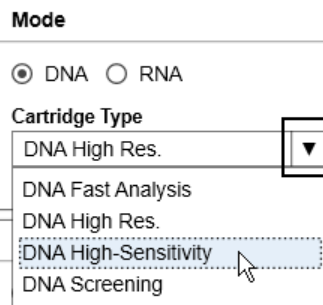 Mode
DNA RNA
Cartridge Type
DNA High Res.
DNA Fast Analysis
DNA High Res.
DNA High-Sensitivity
DNA Screening